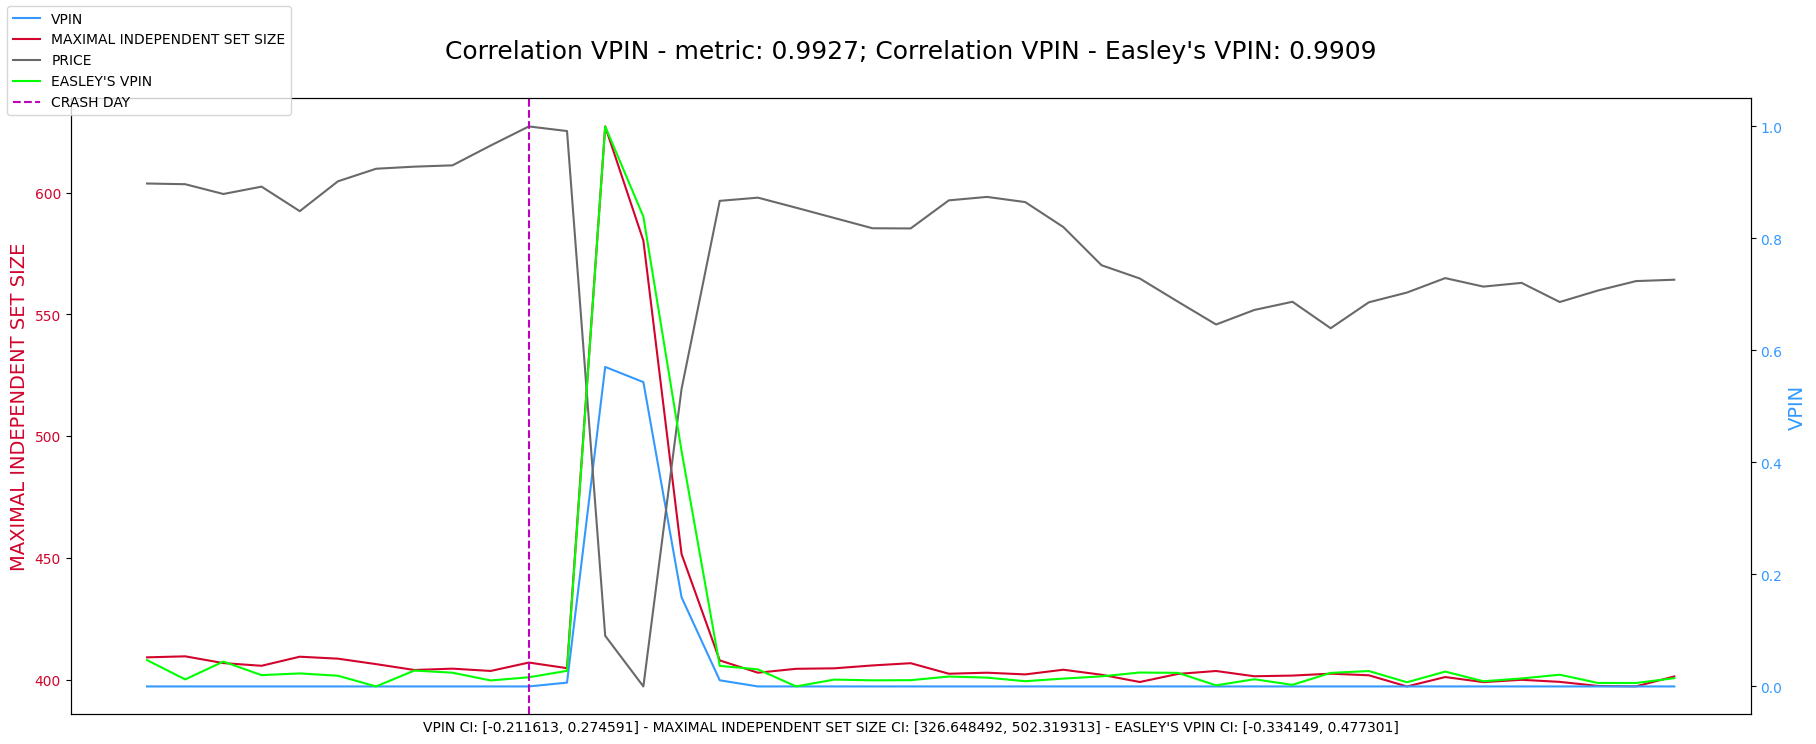 VPIN
MAXIMAL INDEPENDENT SET SIZE
PRICE
EASLEY'S VPIN
CRASH DAY
Correlation VPIN - metric: 0.9927; Correlation VPIN - Easley's VPIN: 0.9909
MAXIMAL INDEPENDENT SET SIZE
600
550
500
450
400
1.0
0.8
0.6
0.4
0.2
0.0
VPIN
VPIN CI: [-0.211613, 0.274591] - MAXIMAL INDEPENDENT SET SIZE CI: [326.648492, 502.319313] - EASLEY'S VPIN CI: [-0.334149, 0.477301]